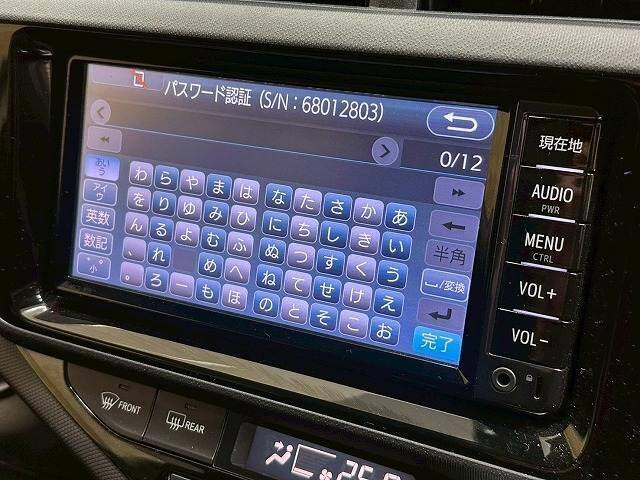 パスワード認証 (S/N：68012803)
0/12
あいう
わ ら や ま は な た さ か あ
アイウ
を り ゆ み ひ に ち し き い
英数
ん る よ む ふ ぬ つ す く う
半角
数記
、 れ め へ ね て せ け え
␣/変換
゛゜小
。 ろ ー も ほ の と そ こ お
完了
現在地
AUDIO
PWR
MENU
CTRL
VOL+
VOL-
FRONT
REAR